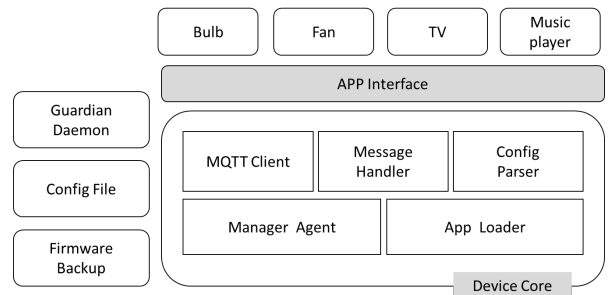 Bulb
Fan
TV
Music
player
APP Interface
Guardian
Daemon
Config File
Firmware
Backup
MQTT Client
Message
Handler
Config
Parser
Manager Agent
App Loader
Device Core